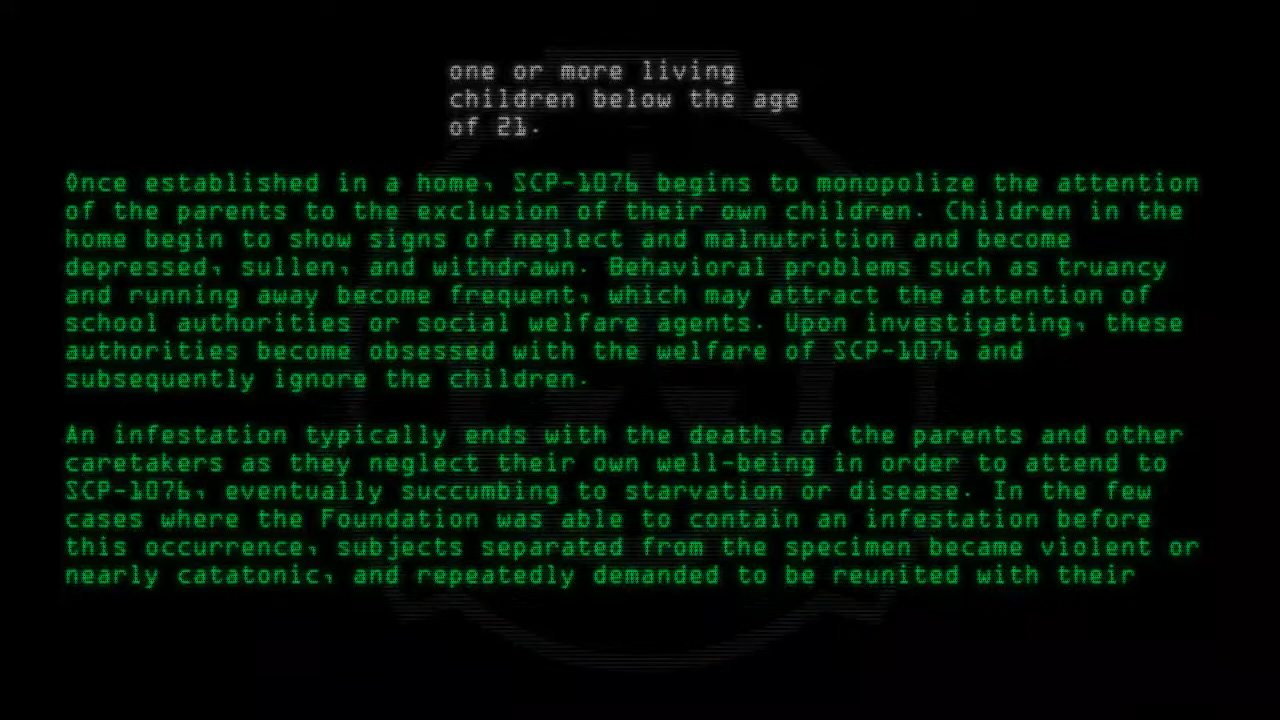 one or more living
children below the age
of 21.
Once established in a home, SCP-1076 begins to monopolize the attention
of the parents to the exclusion of their own children. Children in the
home begin to show signs of neglect and malnutrition and become
depressed, sullen, and withdrawn. Behavioral problems such as truancy
and running away become frequent, which may attract the attention of
school authorities or social welfare agents. Upon investigating, these
authorities become obsessed with the welfare of SCP-1076 and
subsequently ignore the children.
An infestation typically ends with the deaths of the parents and other
caretakers as they neglect their own well-being in order to attend to
SCP-1076, eventually succumbing to starvation or disease. In the few
cases where the Foundation was able to contain an infestation before
this occurrence, subjects separated from the specimen became violent or
nearly catatonic, and repeatedly demanded to be reunited with their